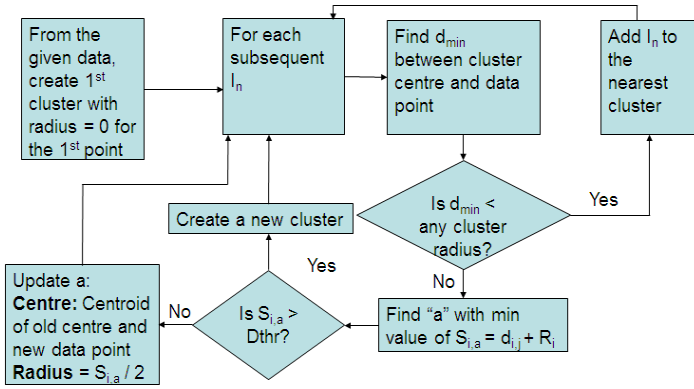 From the
given data,
create 1st
cluster with
radius = 0 for
the 1st point
For each
subsequent
In
Find dmin
between cluster
centre and data
point
Add In to
the
nearest
cluster
Is dmin <
any cluster
radius?
Yes
No
Create a new cluster
Yes
Is Si,a >
Dthr?
No
Find “a” with min
value of Si,a = di,j + Ri
Update a:
Centre: Centroid
of old centre and
new data point
Radius = Si,a / 2